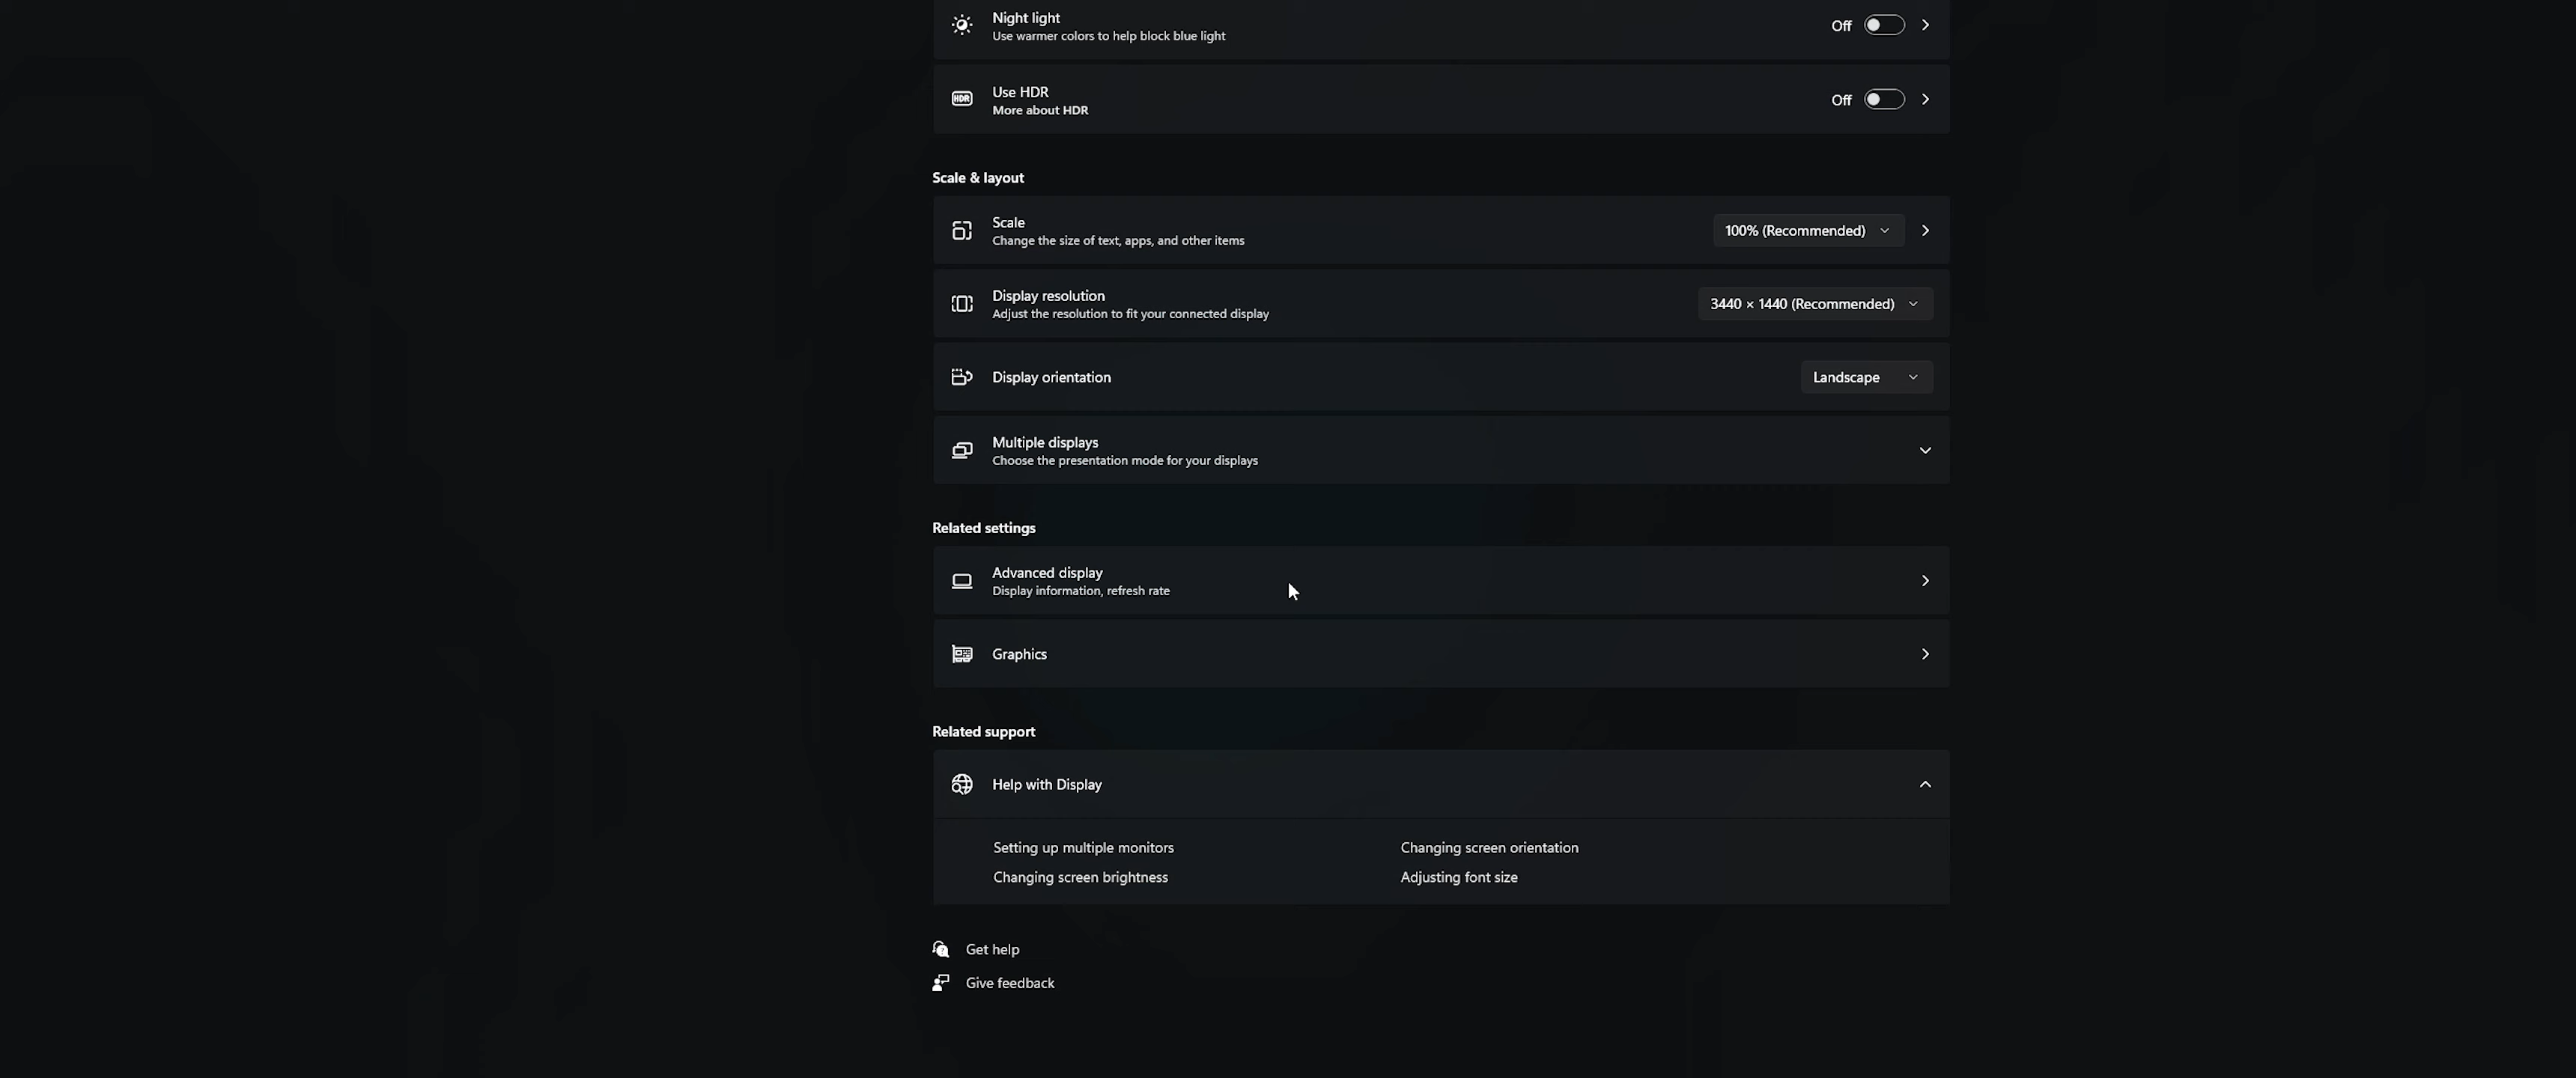 Night light
Use warmer colors to help block blue light
Off
HDR
Use HDR
More about HDR
Off
Scale & layout
Scale
Change the size of text, apps, and other items
100% (Recommended)
Display resolution
Adjust the resolution to fit your connected display
3440 × 1440 (Recommended)
Display orientation
Landscape
Multiple displays
Choose the presentation mode for your displays
Related settings
Advanced display
Display information, refresh rate
Graphics
Related support
Help with Display
Setting up multiple monitors
Changing screen orientation
Changing screen brightness
Adjusting font size
Get help
Give feedback